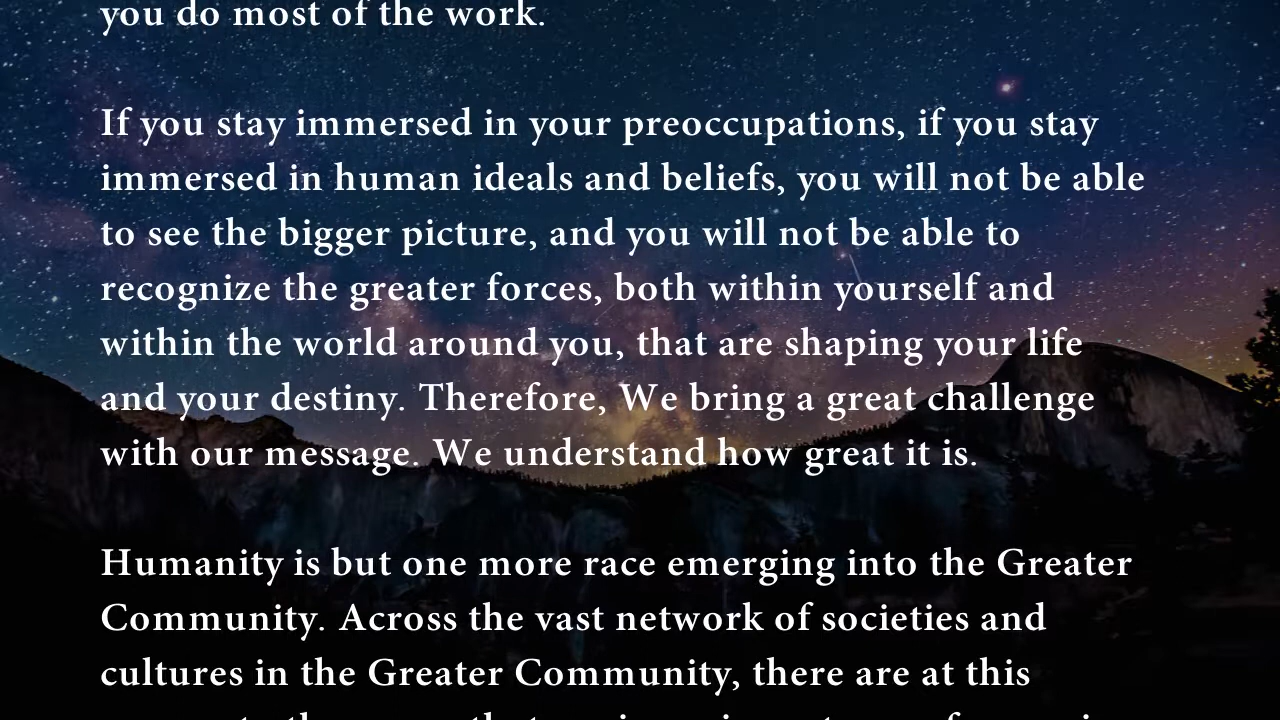 you do most of the work.
If you stay immersed in your preoccupations, if you stay
immersed in human ideals and beliefs, you will not be able
to see the bigger picture, and you will not be able to
recognize the greater forces, both within yourself and
within the world around you, that are shaping your life
and your destiny. Therefore, We bring a great challenge
with our message. We understand how great it is.
Humanity is but one more race emerging into the Greater
Community. Across the vast network of societies and
cultures in the Greater Community, there are at this